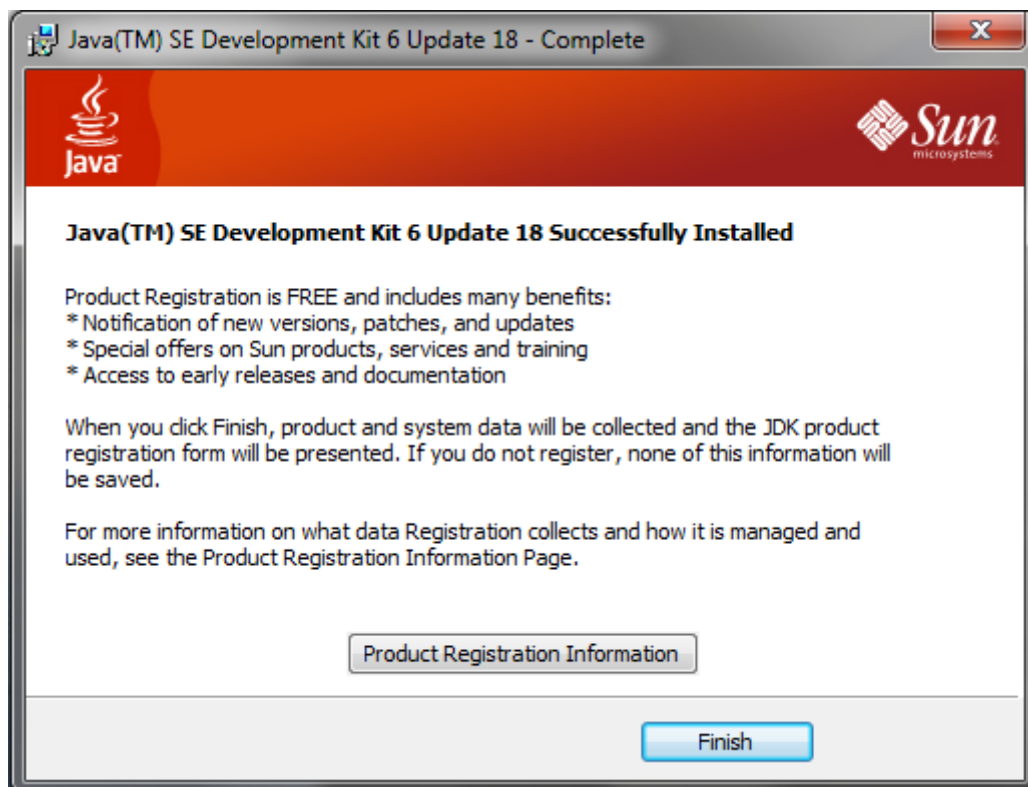 Java(TM) SE Development Kit 6 Update 18 - Complete
Java™
Sun
microsystems
Java(TM) SE Development Kit 6 Update 18 Successfully Installed
Product Registration is FREE and includes many benefits:
* Notification of new versions, patches, and updates
* Special offers on Sun products, services and training
* Access to early releases and documentation
When you click Finish, product and system data will be collected and the JDK product
registration form will be presented. If you do not register, none of this information will
be saved.
For more information on what data Registration collects and how it is managed and
used, see the Product Registration Information Page.
Product Registration Information
Finish